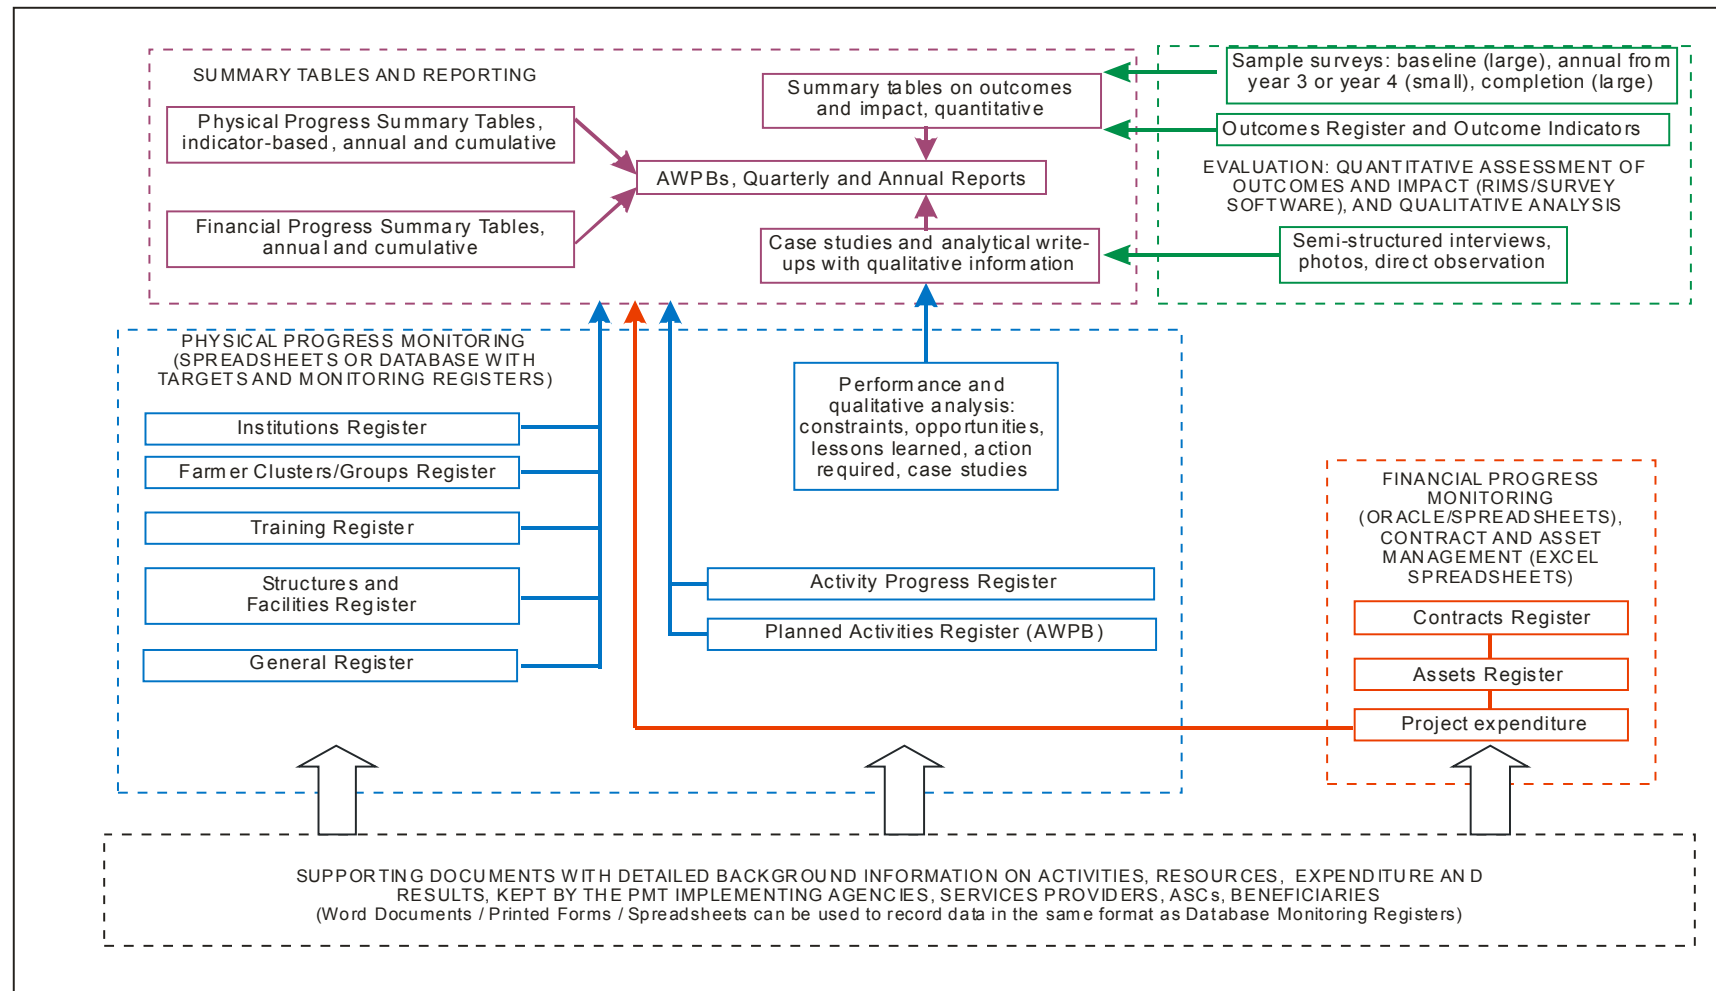 SUMMARY TABLES AND REPORTING
Physical Progress Summary Tables,
indicator-based, annual and cumulative
Financial Progress Summary Tables,
annual and cumulative
Summary tables on outcomes
and impact, quantitative
AWPBs, Quarterly and Annual Reports
Case studies and analytical write-
ups with qualitative information
Sample surveys: baseline (large), annual from
year 3 or year 4 (small), completion (large)
Outcomes Register and Outcome Indicators
EVALUATION: QUANTITATIVE ASSESSMENT OF
OUTCOMES AND IMPACT (RIMS/SURVEY
SOFTWARE), AND QUALITATIVE ANALYSIS
Semi-structured interviews,
photos, direct observation
PHYSICAL PROGRESS MONITORING
(SPREADSHEETS OR DATABASE WITH
TARGETS AND MONITORING REGISTERS)
Institutions Register
Farmer Clusters/Groups Register
Training Register
Structures and
Facilities Register
General Register
Performance and
qualitative analysis:
constraints, opportunities,
lessons learned, action
required, case studies
Activity Progress Register
Planned Activities Register (AWPB)
FINANCIAL PROGRESS
MONITORING
(ORACLE/SPREADSHEETS),
CONTRACT AND ASSET
MANAGEMENT (EXCEL
SPREADSHEETS)
Contracts Register
Assets Register
Project expenditure
SUPPORTING DOCUMENTS WITH DETAILED BACKGROUND INFORMATION ON ACTIVITIES, RESOURCES, EXPENDITURE AND
RESULTS, KEPT BY THE PMT IMPLEMENTING AGENCIES, SERVICES PROVIDERS, ASCs, BENEFICIARIES
(Word Documents / Printed Forms / Spreadsheets can be used to record data in the same format as Database Monitoring Registers)